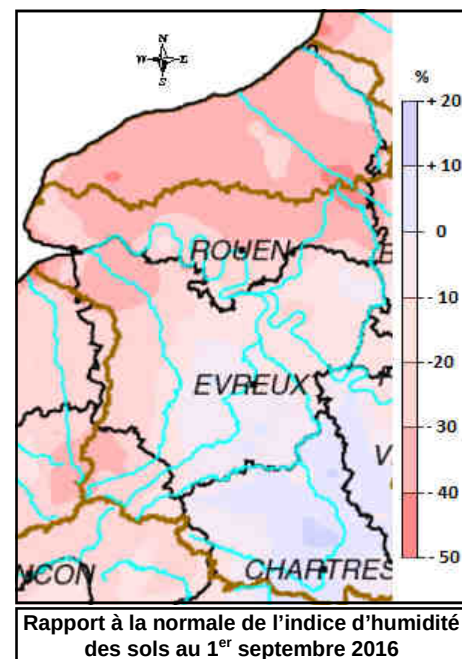 N
W E
S
%
+ 20
+ 10
0
- 10
-20
- 30
- 40
- 50
ROUEN
E
EVREUX
V
NCON
CHARTRES
Rapport à la normale de l'indice d'humidité
des sols au 1er septembre 2016